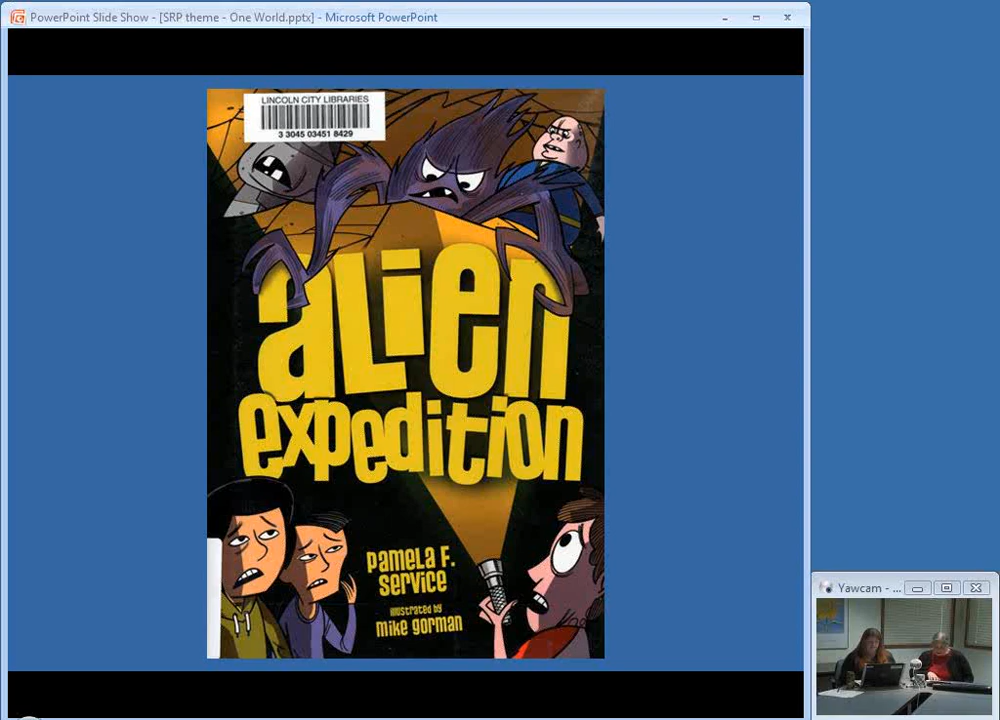 PowerPoint Slide Show - [SRP theme - One World.pptx] - Microsoft PowerPoint
LINCOLN CITY LIBRARIES
3 3045 03451 8429
aLien
expedition
pameLa F.
service
illustrated by
mike gorman
Yawcam - ...